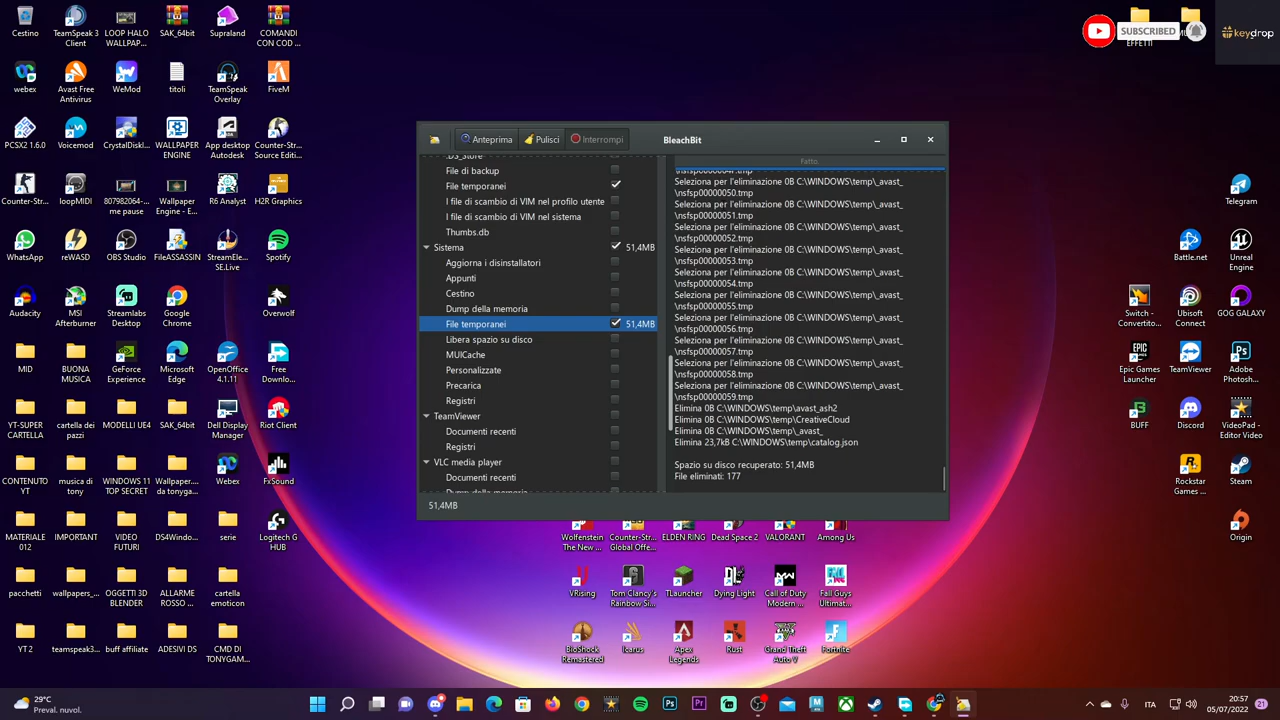 Cestino
TeamSpeak 3
Client
LOOP HALO
WALLPAP...
SAK_64bit
Supraland
COMANDI
CON COD ...
webex
Avast Free
Antivirus
WeMod
titoli
TeamSpeak
Overlay
FiveM
PCSX2 1.6.0
Voicemod
CrystalDiskI...
WALLPAPER
ENGINE
App desktop
Autodesk
Counter-Str...
Source Editi...
Counter-Str...
loopMIDI
807982064-...
me pause
Wallpaper
Engine - E...
R6 Analyst
H2R Graphics
WhatsApp
reWASD
OBS Studio
FileASSASSIN
StreamEle...
SE.Live
Spotify
Audacity
MSI
Afterburner
Streamlabs
Desktop
Google
Chrome
Overwolf
MID
BUONA
MUSICA
GeForce
Experience
Microsoft
Edge
OpenOffice
4.1.11
Free
Downlo...
YT-SUPER
CARTELLA
cartella dei
pazzi
MODELLI UE4
SAK_64bit
Dell Display
Manager
Riot Client
CONTENUTO
YT
musica di
tony
WINDOWS 11
TOP SECRET
Wallpaper...
da tonyga...
Webex
FxSound
MATERIALE
012
IMPORTANT
VIDEO
FUTURI
DS4Windo...
serie
Logitech G
HUB
pacchetti
wallpapers_...
OGGETTI 3D
BLENDER
ALLARME
ROSSO ...
cartella
emoticon
YT 2
teamspeak3...
buff affiliate
ADESIVI DS
CMD DI
TONYGAM...
Anteprima
Pulisci
Interrompi
BleachBit
.DS_Store
File di backup
File temporanei
I file di scambio di VIM nel profilo utente
I file di scambio di VIM nel sistema
Thumbs.db
Sistema 51,4MB
Aggiorna i disinstallatori
Appunti
Cestino
Dump della memoria
File temporanei 51,4MB
Libera spazio su disco
MUICache
Personalizzate
Precarica
Registri
TeamViewer
Documenti recenti
Registri
VLC media player
Documenti recenti
Dump della memoria
51,4MB
Fatto.
Seleziona per l'eliminazione 0B C:\WINDOWS\temp\_avast_
\nsfsp00000050.tmp
Seleziona per l'eliminazione 0B C:\WINDOWS\temp\_avast_
\nsfsp00000051.tmp
Seleziona per l'eliminazione 0B C:\WINDOWS\temp\_avast_
\nsfsp00000052.tmp
Seleziona per l'eliminazione 0B C:\WINDOWS\temp\_avast_
\nsfsp00000053.tmp
Seleziona per l'eliminazione 0B C:\WINDOWS\temp\_avast_
\nsfsp00000054.tmp
Seleziona per l'eliminazione 0B C:\WINDOWS\temp\_avast_
\nsfsp00000055.tmp
Seleziona per l'eliminazione 0B C:\WINDOWS\temp\_avast_
\nsfsp00000056.tmp
Seleziona per l'eliminazione 0B C:\WINDOWS\temp\_avast_
\nsfsp00000057.tmp
Seleziona per l'eliminazione 0B C:\WINDOWS\temp\_avast_
\nsfsp00000058.tmp
Seleziona per l'eliminazione 0B C:\WINDOWS\temp\_avast_
\nsfsp00000059.tmp
Elimina 0B C:\WINDOWS\temp\avast_ash2
Elimina 0B C:\WINDOWS\temp\CreativeCloud
Elimina 0B C:\WINDOWS\temp\_avast_
Elimina 23,7kB C:\WINDOWS\temp\catalog.json
Spazio su disco recuperato: 51,4MB
File eliminati: 177
Wolfenstein
The New ...
Counter-Str...
Global Offe...
ELDEN RING
Dead Space 2
VALORANT
Among Us
VRising
Tom Clancy's
Rainbow Si...
TLauncher
Dying Light
Call of Duty
Modern ...
Fall Guys
Ultimat...
BioShock
Remastered
Icarus
Apex
Legends
Rust
Grand Theft
Auto V
Fortnite
SUBSCRIBED
EFFETTI
keydrop
Telegram
Battle.net
Unreal
Engine
Switch -
Convertito...
Ubisoft
Connect
GOG GALAXY
Epic Games
Launcher
TeamViewer
Adobe
Photosh...
BUFF
Discord
VideoPad -
Editor Video
Rockstar
Games ...
Steam
Origin
29°C
Preval. nuvol.
ITA
20:57
05/07/2022
21